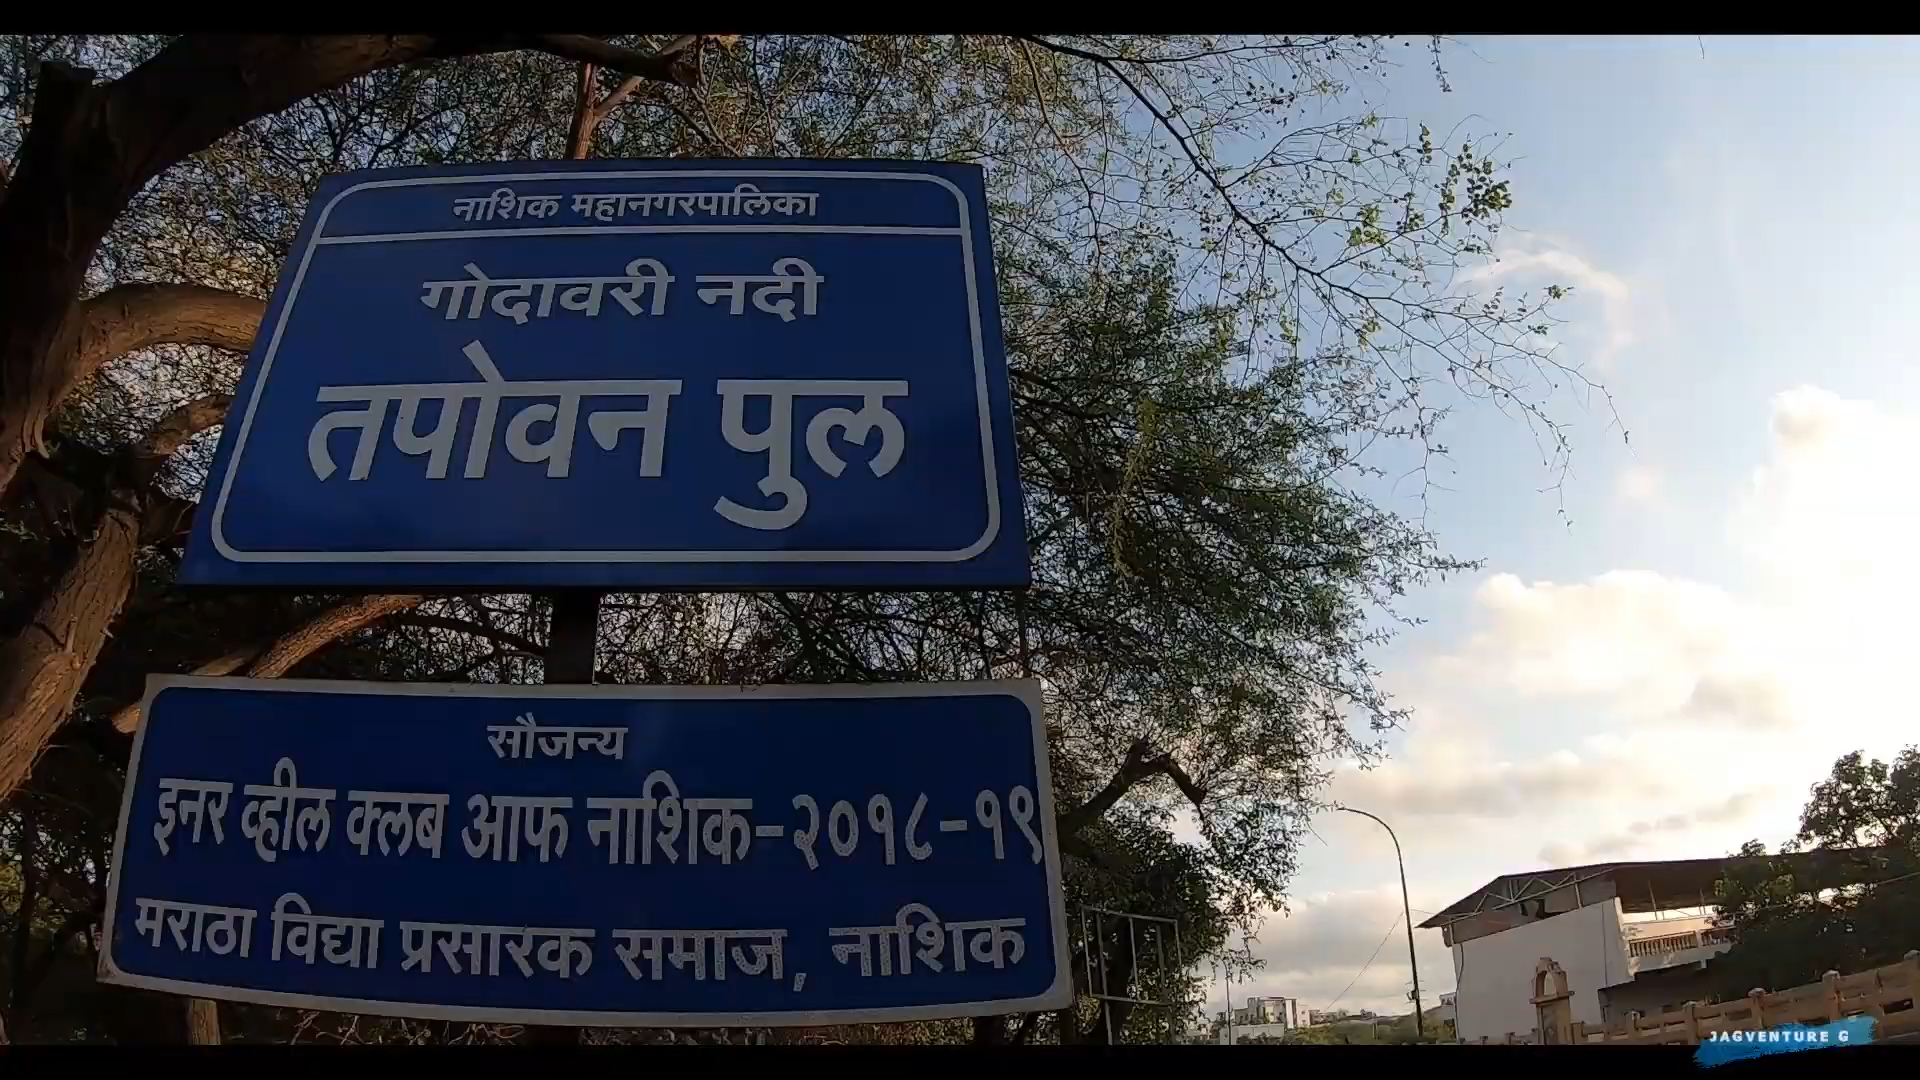 नाशिक महानगरपालिका
गोदावरी नदी
तपोवन पुल
सौजन्य
इनर व्हील क्लब आफ नाशिक-२०१८-१९
मराठा विद्या प्रसारक समाज, नाशिक
JAGVENTURE G